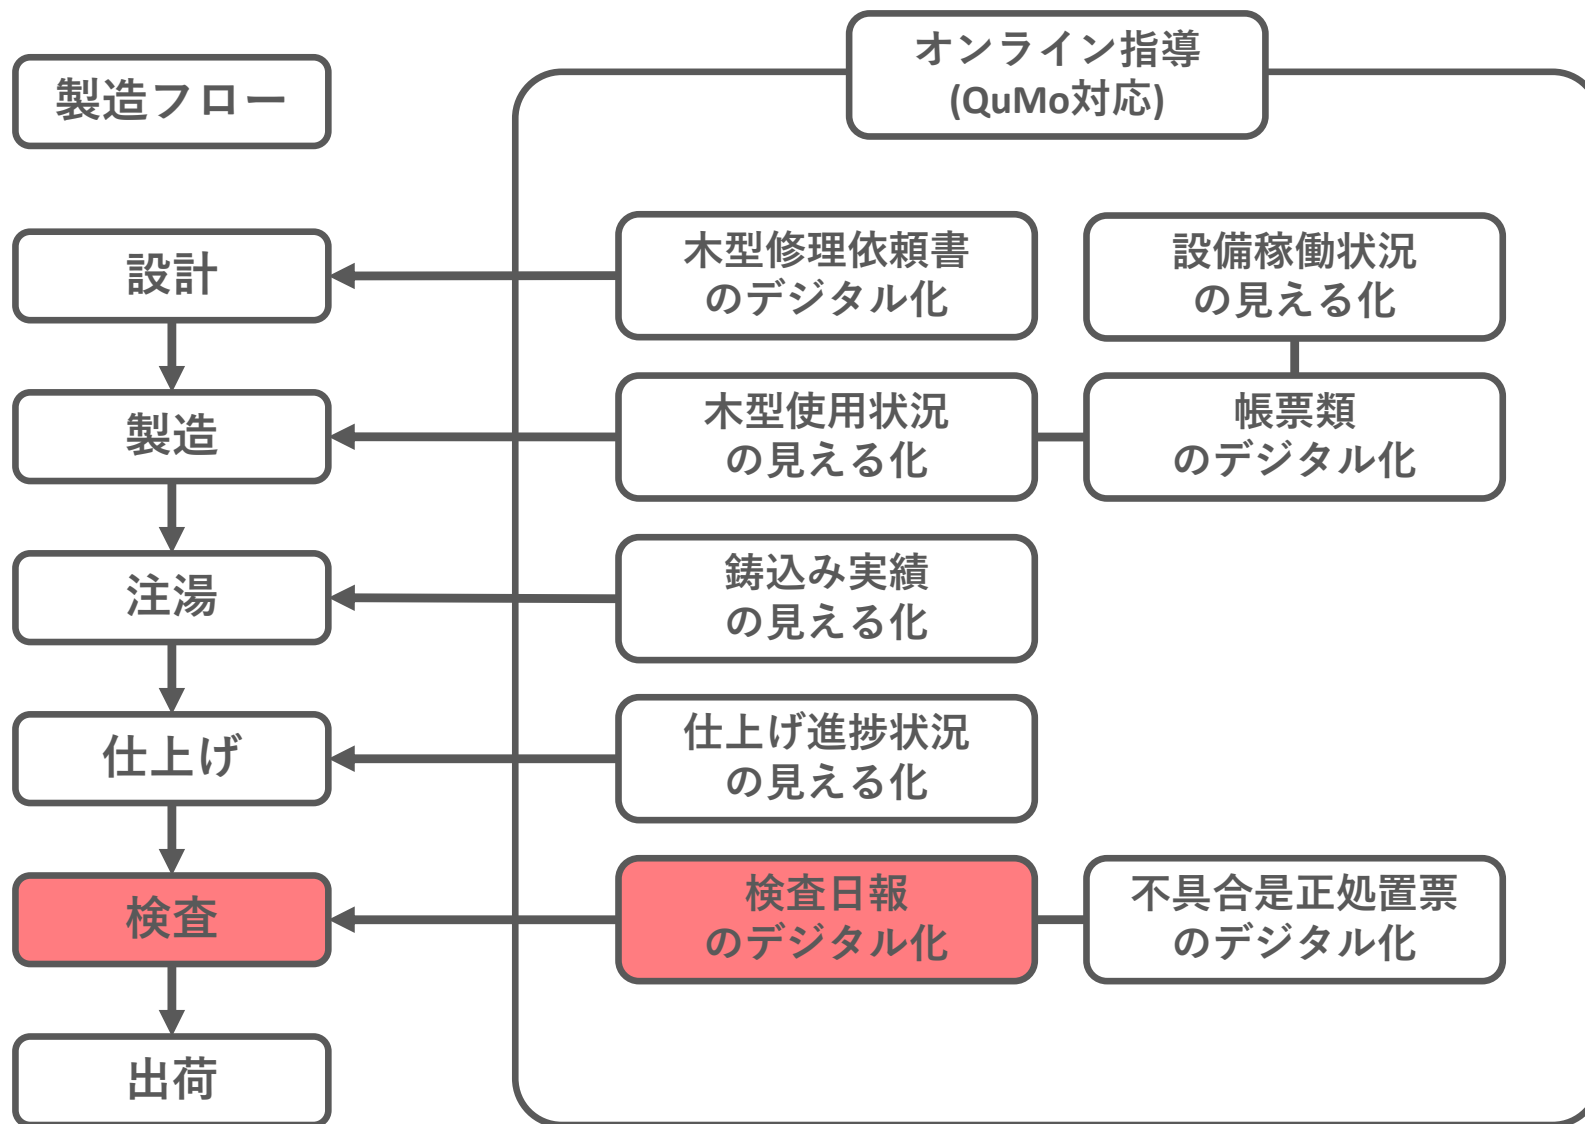 製造フロー
オンライン指導
(QuMo対応)
設計
木型修理依頼書
のデジタル化
設備稼働状況
の見える化
製造
木型使用状況
の見える化
帳票類
のデジタル化
注湯
鋳込み実績
の見える化
仕上げ
仕上げ進捗状況
の見える化
検査
検査日報
のデジタル化
不具合是正処置票
のデジタル化
出荷